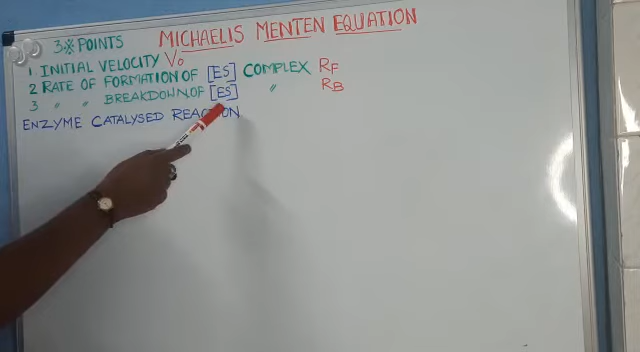 MICHAELIS MENTEN EQUATION
3 POINTS
1 INITIAL VELOCITY Vo
2 RATE OF FORMATION OF [ES] COMPLEX RF
3 " " BREAKDOWN OF [ES] " RB
ENZYME CATALYSED REACTION